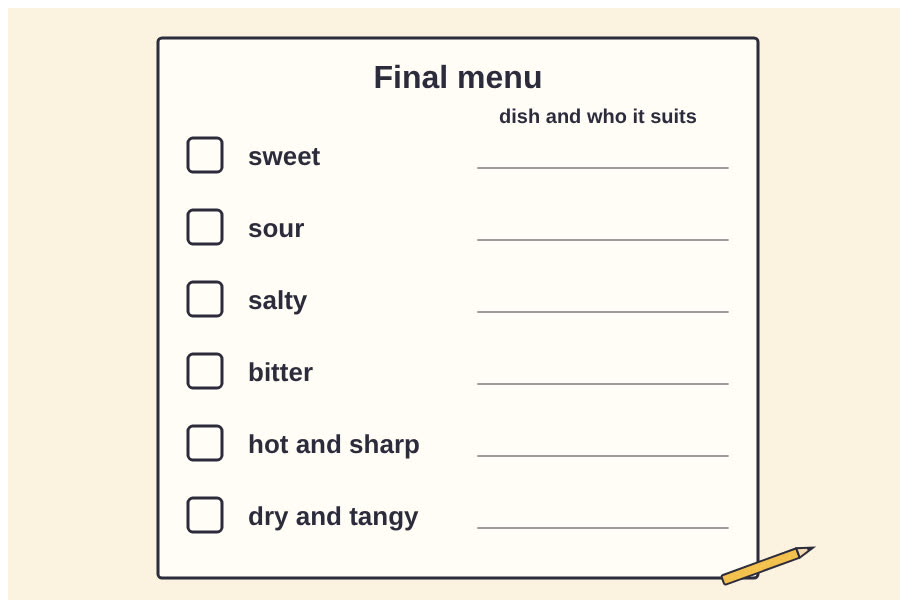 Final menu
dish and who it suits
sweet
sour
salty
bitter
hot and sharp
dry and tangy